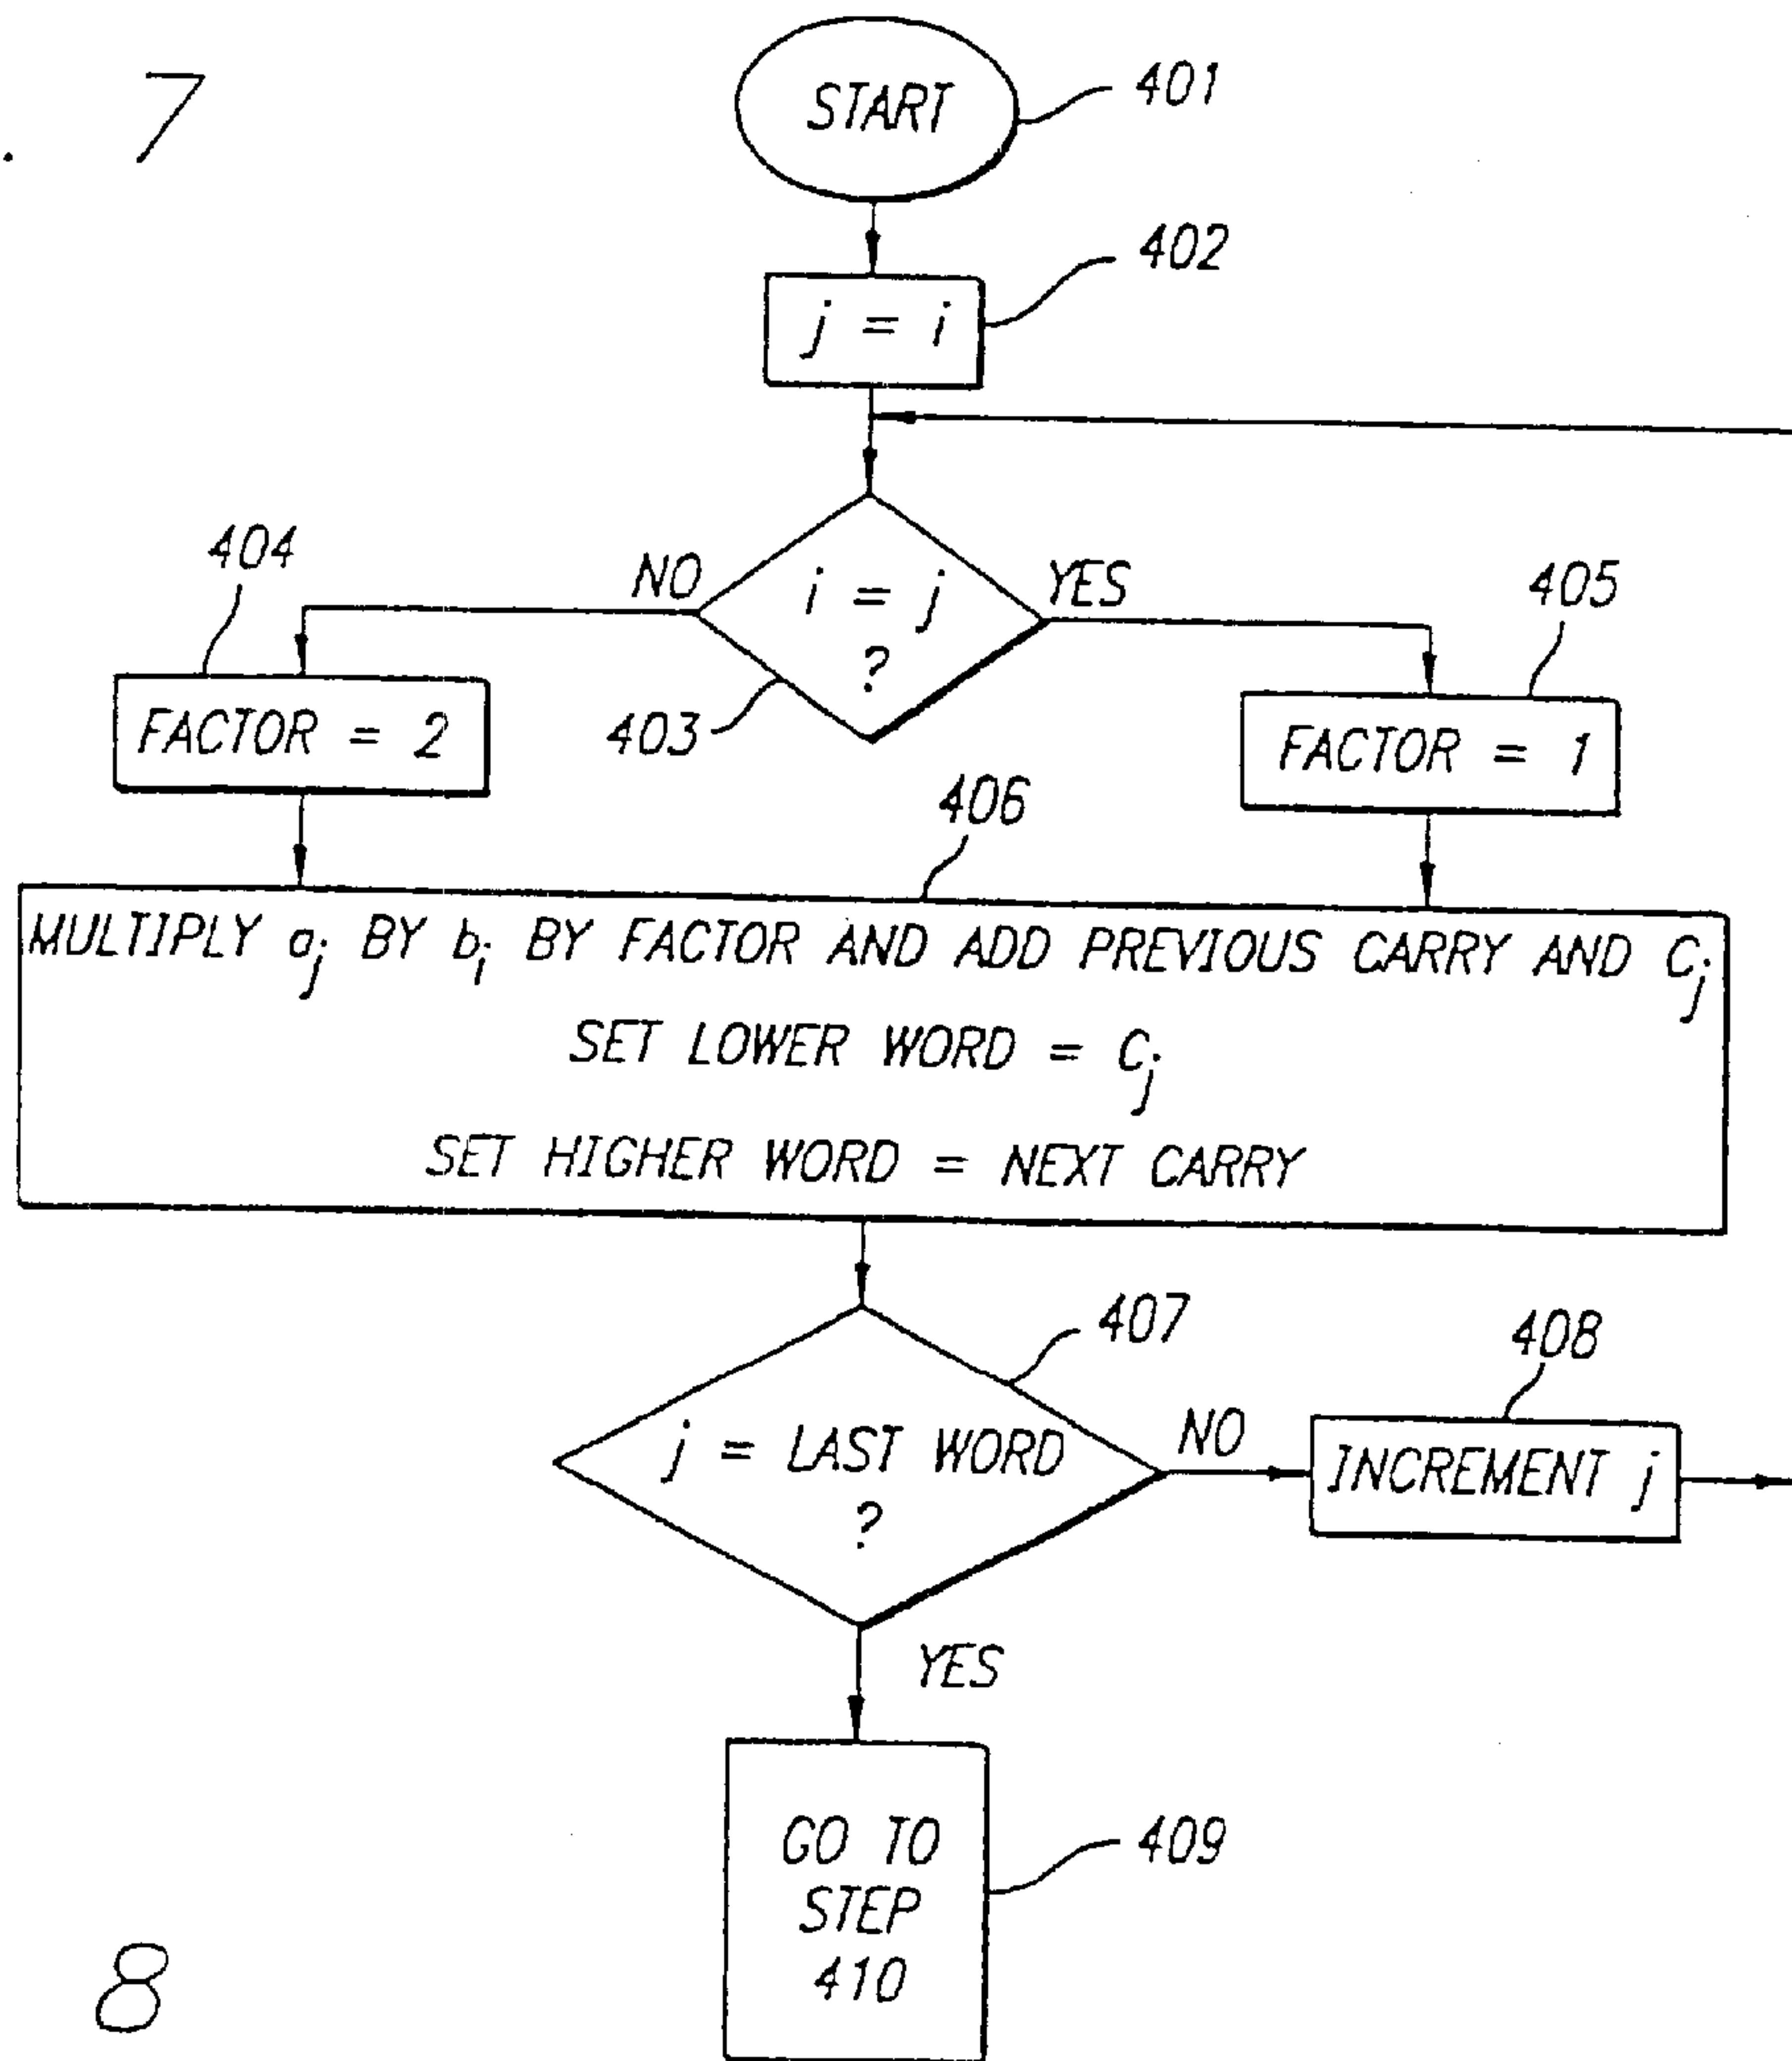 . 7
START
401
j = i
402
i = j
?
NO
YES
403
404
FACTOR = 2
405
FACTOR = 1
406
MULTIPLY aj BY bi BY FACTOR AND ADD PREVIOUS CARRY AND Cj
SET LOWER WORD = Cj
SET HIGHER WORD = NEXT CARRY
407
j = LAST WORD
?
NO
408
INCREMENT j
YES
GO TO
STEP
410
409
8